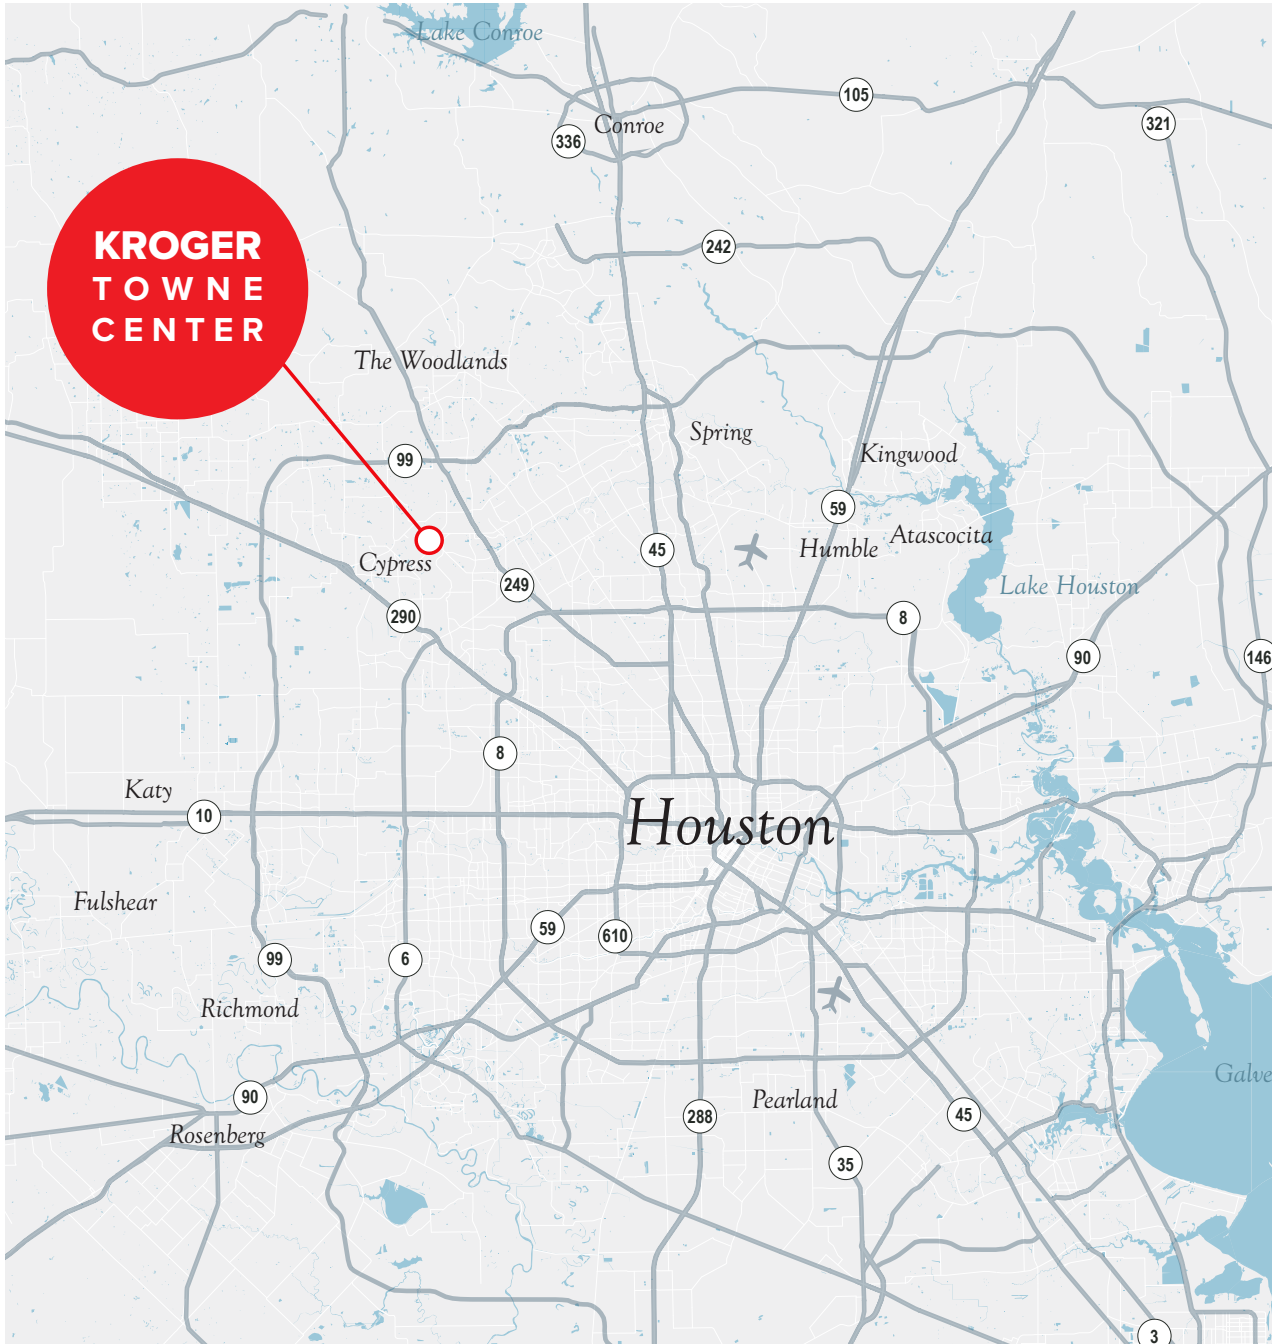 Lake Conroe
105
321
Conroe
336
KROGER
TOWNE
CENTER
242
The Woodlands
Spring
Kingwood
99
59
Atascocita
Humble
45
Cypress
249
Lake Houston
290
8
90
146
8
Katy
10
Houston
Fulshear
59
610
99
6
Richmond
Galve
90
Pearland
288
45
Rosenberg
35
3